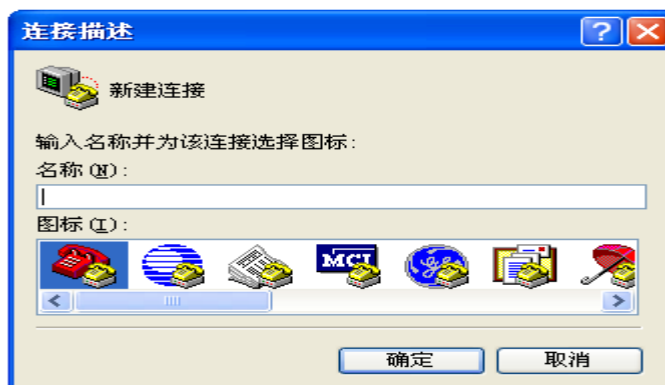 连接描述
新建连接
输入名称并为该连接选择图标:
名称(N):
图标(I):
MCI
确定
取消